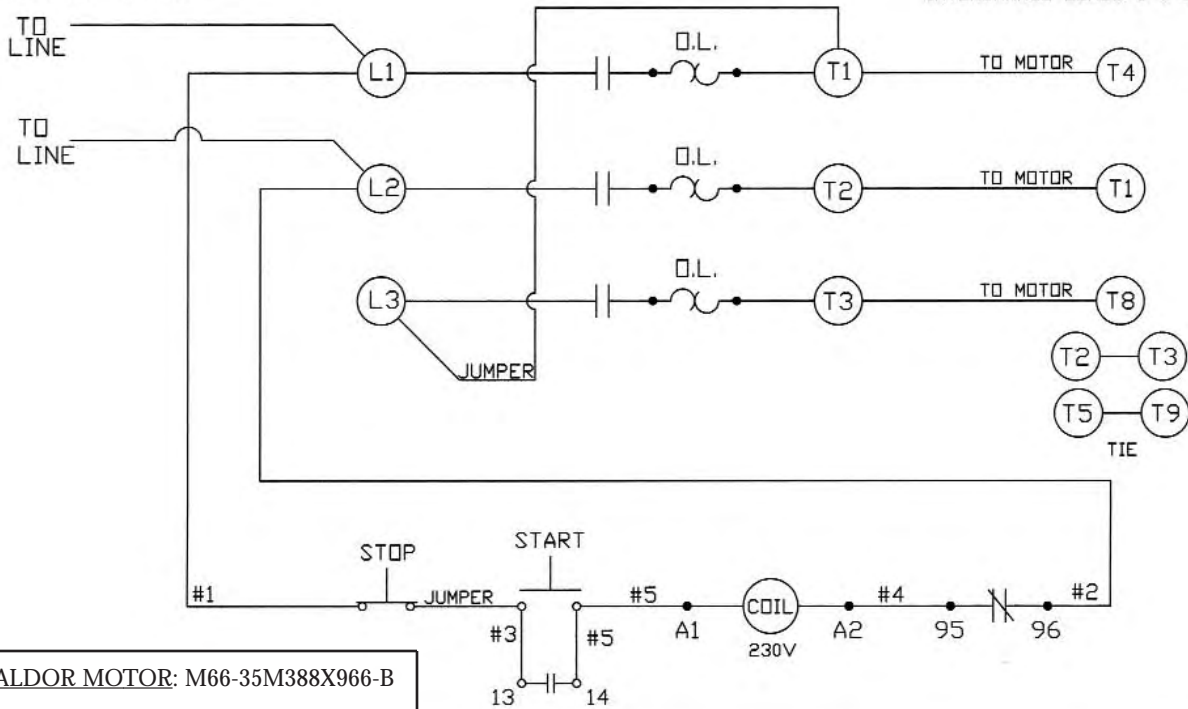 TO
LINE
L1
O.L.
T1
TO MOTOR
T4
TO
LINE
L2
O.L.
T2
TO MOTOR
T1
L3
O.L.
T3
TO MOTOR
T8
JUMPER
T2
T3
T5
T9
TIE
STOP
START
#1
JUMPER
#3
#5
#5
A1
COIL
230V
A2
#4
95
96
#2
13
14
ALDOR MOTOR: M66-35M388X966-B